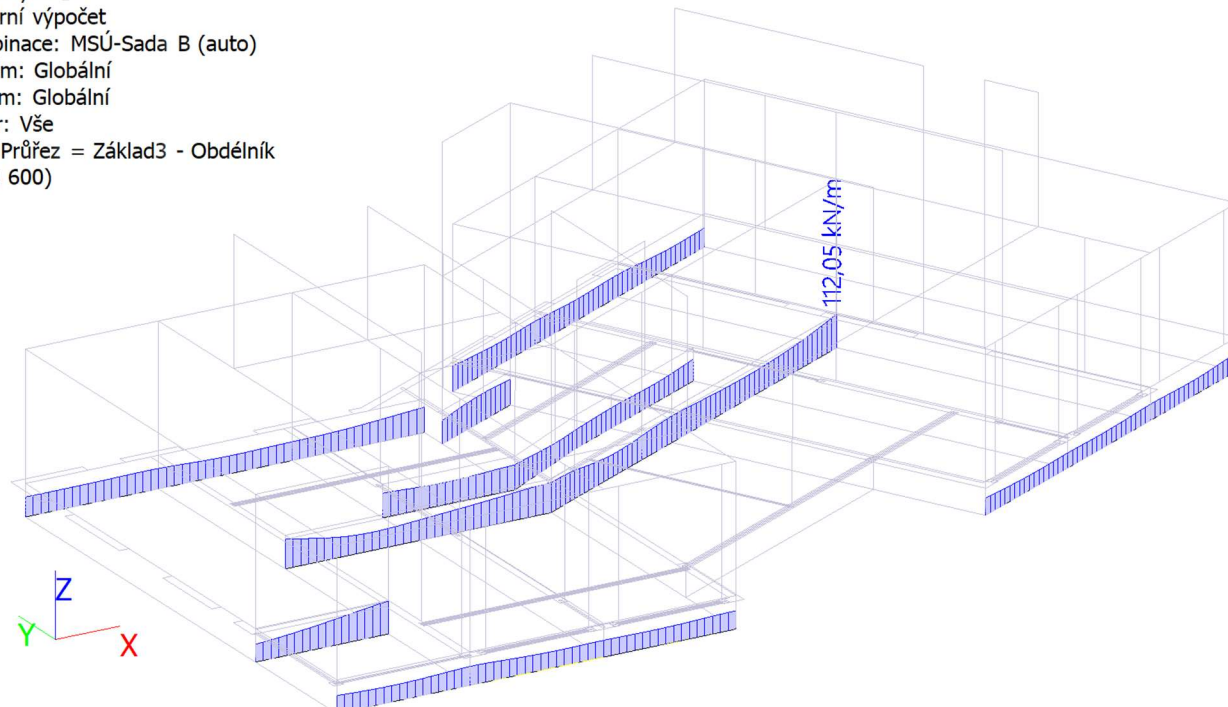 rní výpočet
binace: MSÚ-Sada B (auto)
m: Globální
m: Globální
r: Vše
Průřez = Základ3 - Obdélník
600)
112,05 kN/m
Z
Y
X